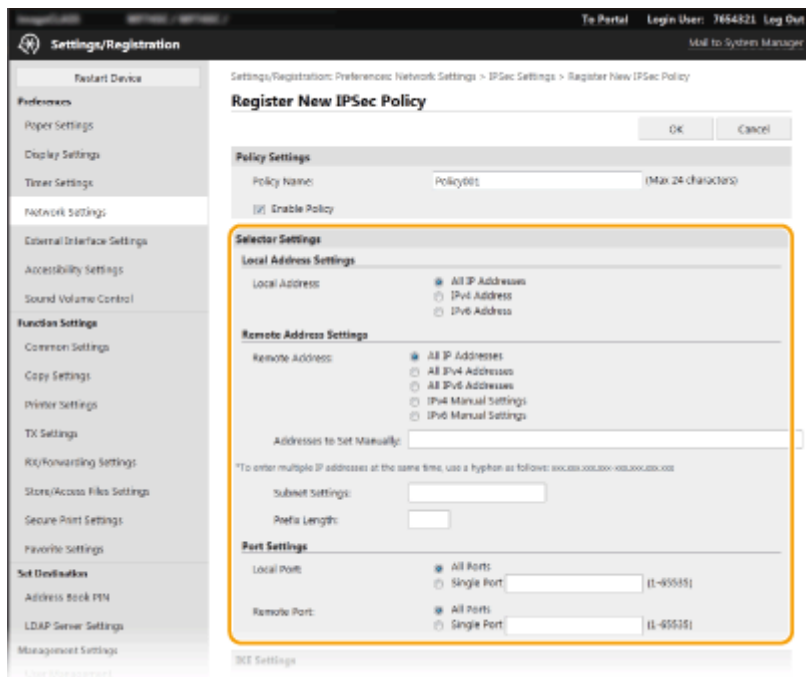 To Portal Login User: 7654321 Log Out
Settings/Registration
Mail to System Manager
Restart Device
Preferences
Paper Settings
Display Settings
Timer Settings
Network Settings
External Interface Settings
Accessibility Settings
Sound Volume Control
Function Settings
Common Settings
Copy Settings
Printer Settings
TX Settings
RX/Forwarding Settings
Store/Access Files Settings
Secure Print Settings
Favorite Settings
Set Destination
Address Book PIN
LDAP Server Settings
Management Settings
Settings/Registration: Preferences: Network Settings > IPSec Settings > Register New IPSec Policy
Register New IPSec Policy
OK Cancel
Policy Settings
Policy Name: Policy001 (Max 24 characters)
Enable Policy
Selector Settings
Local Address Settings
Local Address: All IP Addresses
IPv4 Address
IPv6 Address
Remote Address Settings
Remote Address: All IP Addresses
All IPv4 Addresses
All IPv6 Addresses
IPv4 Manual Settings
IPv6 Manual Settings
Addresses to Set Manually:
*To enter multiple IP addresses at the same time, use a hyphen as follows: xxx.xxx.xxx.xxx-xxx.xxx.xxx.xxx
Subnet Settings:
Prefix Length:
Port Settings
Local Port: All Ports
Single Port (1-65535)
Remote Port: All Ports
Single Port (1-65535)
IKE Settings